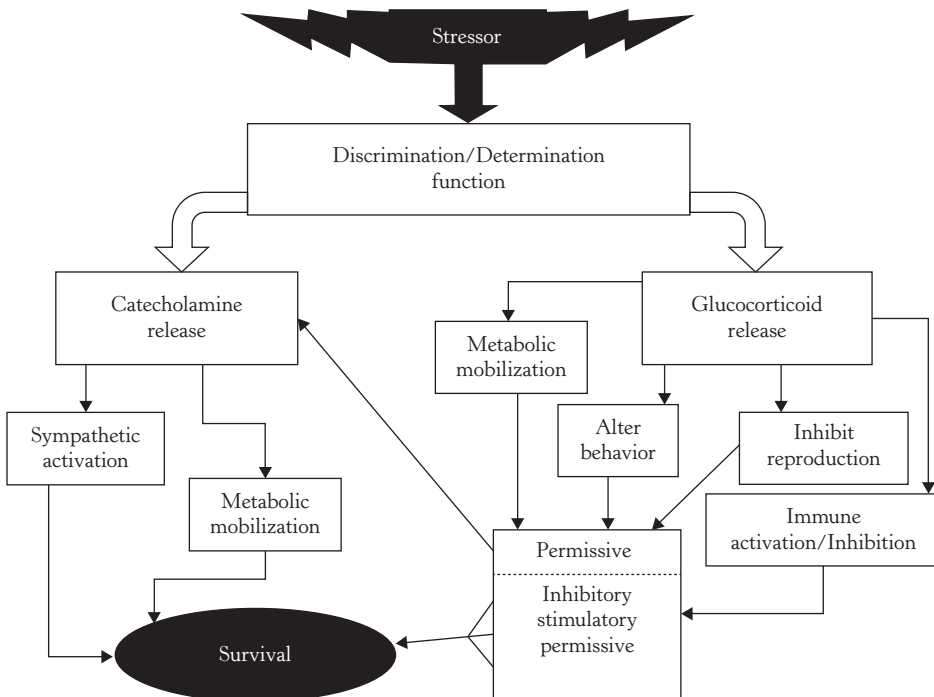 Stressor
Discrimination/Determination
function
Catecholamine
release
Glucocorticoid
release
Metabolic
mobilization
Sympathetic
activation
Alter
behavior
Inhibit
reproduction
Metabolic
mobilization
Immune
activation/Inhibition
Permissive
Inhibitory
stimulatory
permissive
Survival